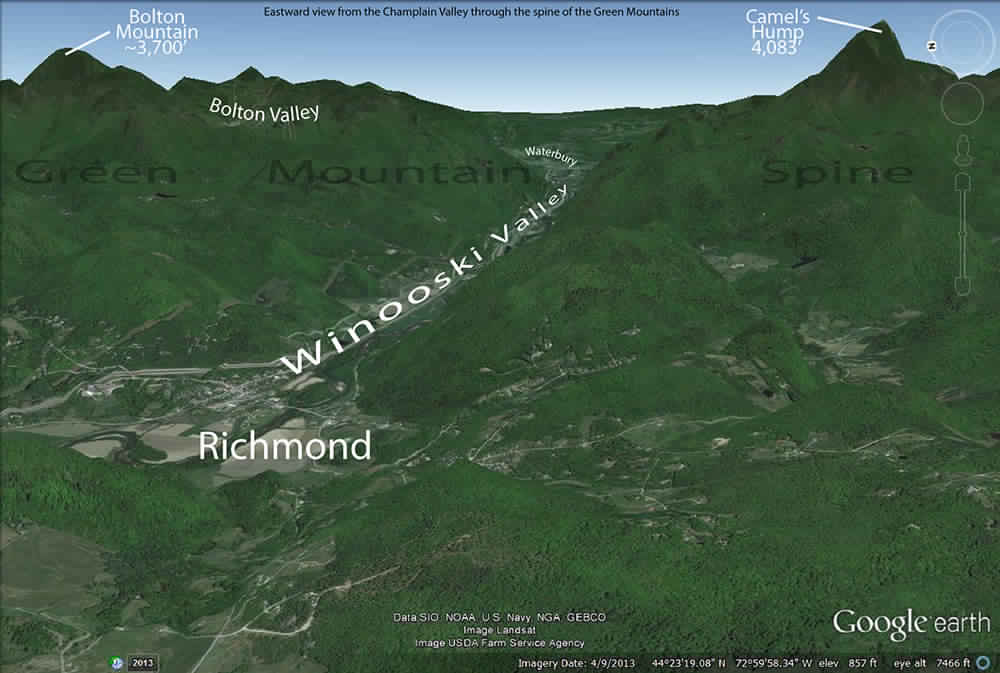 Eastward view from the Champlain Valley through the spine of the Green Mountains
Bolton
Mountain
~3,700'
Camel's
Hump
4,083'
N
Bolton Valley
Waterbury
Green Mountain Spine
Winooski Valley
Richmond
Data SIO, NOAA, U.S. Navy, NGA, GEBCO
Image Landsat
Image USDA Farm Service Agency
Google earth
2013
Imagery Date: 4/9/2013 44°23'19.08" N 72°59'58.34" W elev 857 ft eye alt 7466 ft